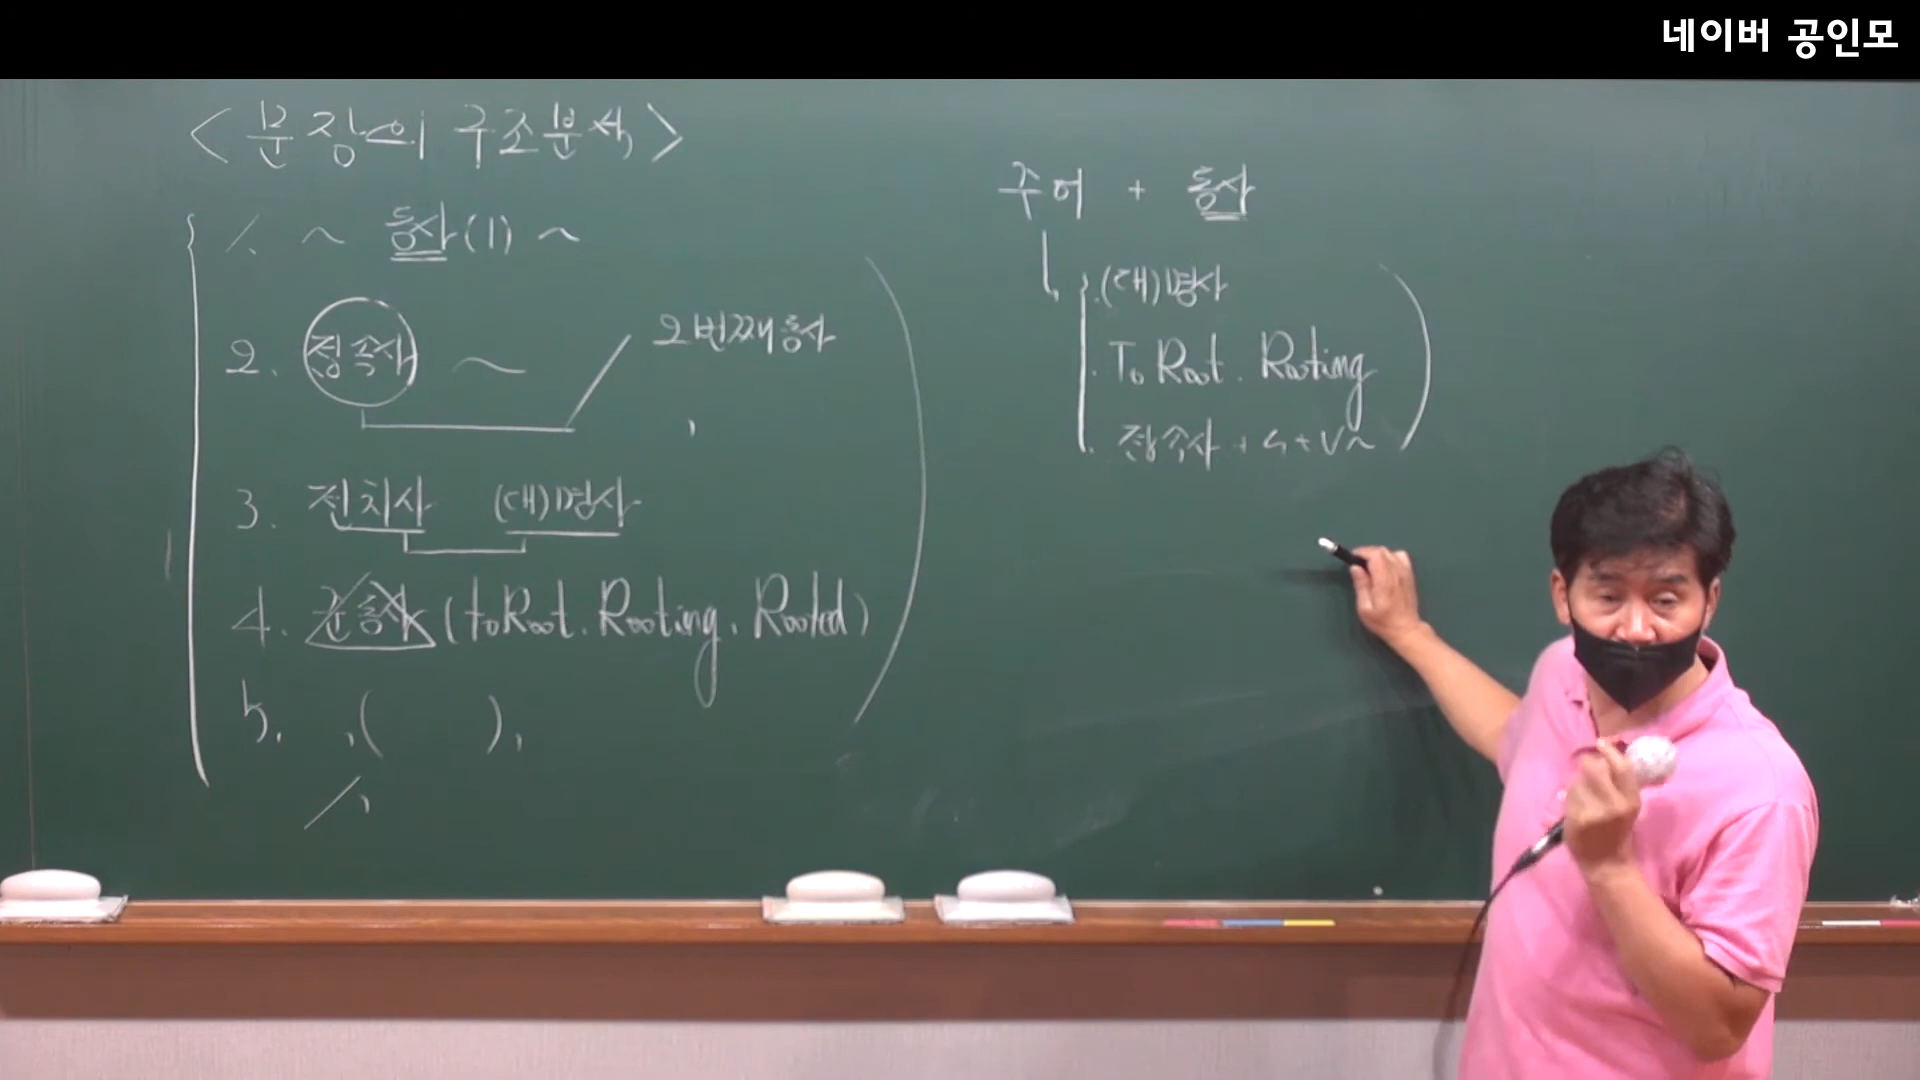 네이버 공인모
<문장의 구조분석>
1. ~ 동사(1) ~
2. 접속사 ~ 2번째 동사
,
3. 전치사 (대)명사
4. 준동사 (to Root. Rooting, Rooted)
5. ,( ),
/,
주어 + 동사
.(대)명사
. To Root. Rooting
. 접속사 + S + V ~